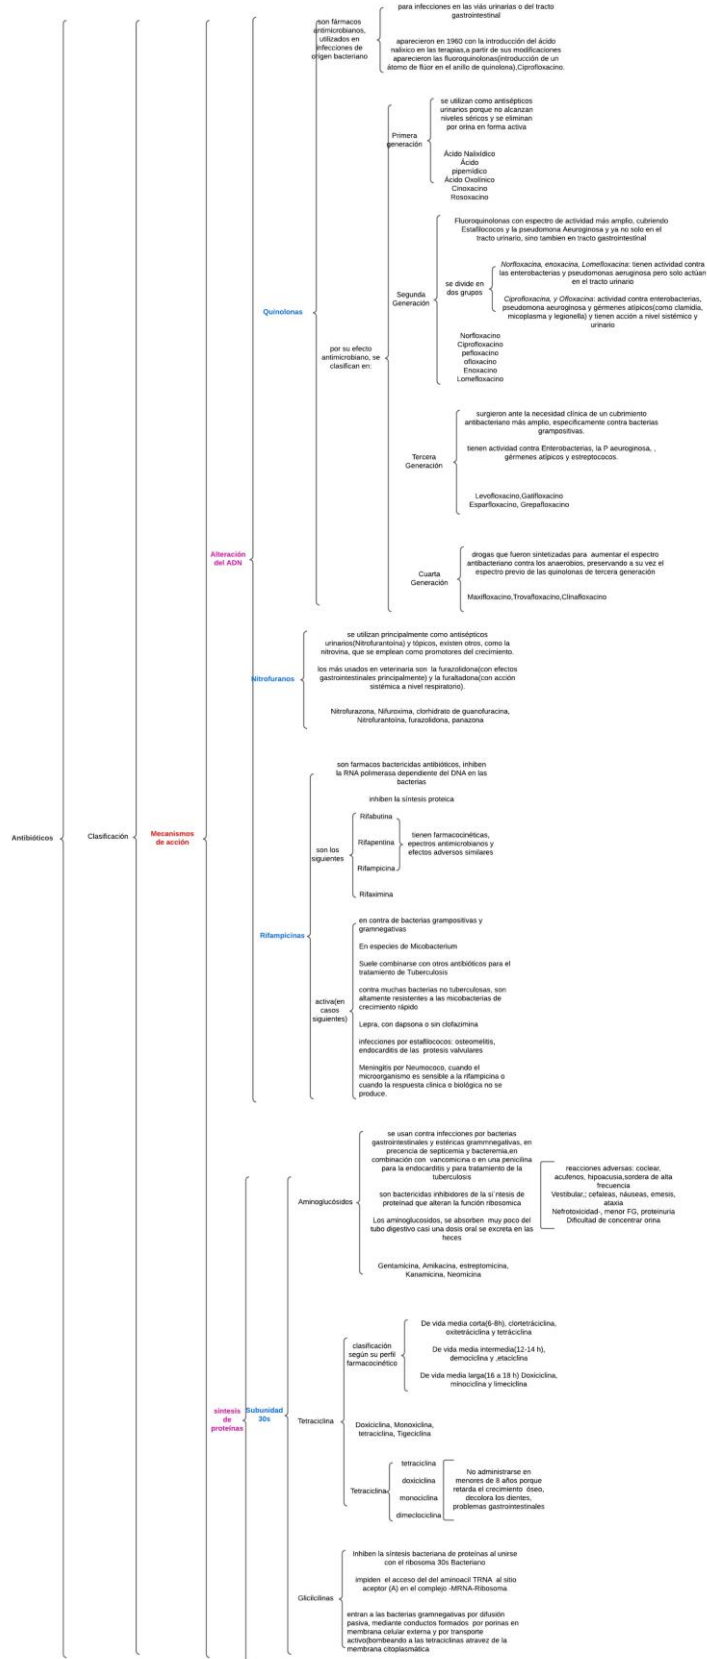 para infecciones en las viás urinarias o del tracto
gastrointestinal
son fármacos
antimicrobianos,
utilizados en
infecciones de
origen bacteriano
aparecieron en 1960 con la introducción del ácido
nalixico en las terapias,a partir de sus modificaciones
aparecieron las fluoroquinolonas(introducción de un
átomo de flúor en el anillo de quinolona),Ciprofloxacino.
se utilizan como antisépticos
urinarios porque no alcanzan
niveles séricos y se eliminan
por orina en forma activa
Primera
generación
Ácido Nalixídico
Ácido
pipemídico
Ácido Oxolínico
Cinoxacino
Rosoxacino
Fluoroquinolonas con espectro de actividad más amplio, cubriendo
Estafilococos y la pseudomona Aeuroginosa y ya no solo en el
tracto urinario, sino tambien en tracto gastrointestinal
Norfloxacina, enoxacina, Lomefloxacina: tienen actividad contra
las enterobacterias y pseudomonas aeruginosa pero solo actúan
en el tracto urinario
se divide en
dos grupos
Segunda
Generación
Ciprofloxacina, y Ofloxacina: actividad contra enterobacterias,
pseudomona aeuroginosa y gérmenes atípicos(como clamidia,
micoplasma y legionella) y tienen acción a nivel sistémico y
urinario
Quinolonas
Norfloxacino
Ciprofloxacino
pefloxacino
ofloxacino
Enoxacino
Lomefloxacino
por su efecto
antimicrobiano, se
clasifican en:
surgieron ante la necesidad clínica de un cubrimiento
antibacteriano más amplio, específicamente contra bacterias
grampositivas.
tienen actividad contra Enterobacterias, la P aeuroginosa, ,
gérmenes atípicos y estreptococos.
Tercera
Generación
Levofloxacino,Gatifloxacino
Esparfloxacino, Grepafloxacino
Alteración
del ADN
drogas que fueron sintetizadas para aumentar el espectro
antibacteriano contra los anaerobios, preservando a su vez el
espectro previo de las quinolonas de tercera generación
Cuarta
Generación
Maxifloxacino,Trovafloxacino,Clinafloxacino
se utilizan principalmente como antisépticos
urinarios(Nitrofurantoína) y tópicos, existen otros, como la
nitrovina, que se emplean como promotores del crecimiento.
Nitrofuranos
los más usados en veterinaria son la furazolidona(con efectos
gastrointestinales principalmente) y la furaltadona(con acción
sistémica a nivel respiratorio).
Nitrofurazona, Nifuroxima, clorhidrato de guanofuracina,
Nitrofurantoína, furazolidona, panazona
son farmacos bactericidas antibióticos, inhiben
la RNA polimerasa dependiente del DNA en las
bacterias
inhiben la síntesis proteica
Antibióticos
Clasificación
Mecanismos
de acción
son los
siguientes
Rifabutina
Rifapentina
Rifampicina
Rifaximina
tienen farmacocinéticas,
epectros antimicrobianos y
efectos adversos similares
Rifampicinas
en contra de bacterias grampositivas y
gramnegativas
En especies de Micobacterium
Suele combinarse con otros antibióticos para el
tratamiento de Tuberculosis
activa(en
casos
siguientes)
contra muchas bacterias no tuberculosas, son
altamente resistentes a las micobacterias de
crecimiento rápido
Lepra, con dapsona o sin clofazimina
infecciones por estafilococos: osteomelitis,
endocarditis de las protesis valvulares
Meningitis por Neumococo, cuando el
microorganismo es sensible a la rifampicina o
cuando la respuesta clinica o biológica no se
produce.
se usan contra infecciones por bacterias
gastrointestinales y estéricas grammnegativas, en
precencia de septicemia y bacteremia,en
combinación con vancomicina o en una penicilina
para la endocarditis y para tratamiento de la
tuberculosis
Aminoglucósidos
son bactericidas inhibidores de la sí ntesis de
proteínad que alteran la función ribosomica
Los aminoglucosidos, se absorben muy poco del
tubo digestivo casi una dosis oral se excreta en las
heces
reacciones adversas: coclear,
acufenos, hipoacusia,sordera de alta
frecuencia
Vestibular,; cefaleas, náuseas, emesis,
ataxia
Nefrotoxicidad-, menor FG, proteinuria
Dificultad de concentrar orina
Gentamicina, Amikacina, estreptomicina,
Kanamicina, Neomicina
clasificación
según su perfil
farmacocinético
De vida media corta(6-8h), clortetráciclina,
oxitetráciclina y tetráciclina
De vida media intermedia(12-14 h),
demociclina y ,etaciclina
De vida media larga(16 a 18 h) Doxiciclina,
minociclina y limeciclina
sintesis
de
proteínas
Subunidad
30s
Tetraciclina
Doxiciclina, Monoxiclina,
tetraciclina, Tigeciclina
Tetraciclina
tetraciclina
doxiciclina
monociclina
dimeclociclina
No administrarse en
menores de 8 años porque
retarda el crecimiento óseo,
decolora los dientes,
problemas gastrointestinales
Inhiben la síntesis bacteriana de proteínas al unirse
con el ribosoma 30s Bacteriano
Glicilcilinas
impiden el acceso del del aminoacil TRNA al sitio
aceptor (A) en el complejo -MRNA-Ribosoma
entran a las bacterias gramnegativas por difusión
pasiva, mediante conductos formados por porinas en
membrana celular externa y por transporte
activo(bombeando a las tetraciclinas atravez de la
membrana citoplasmática